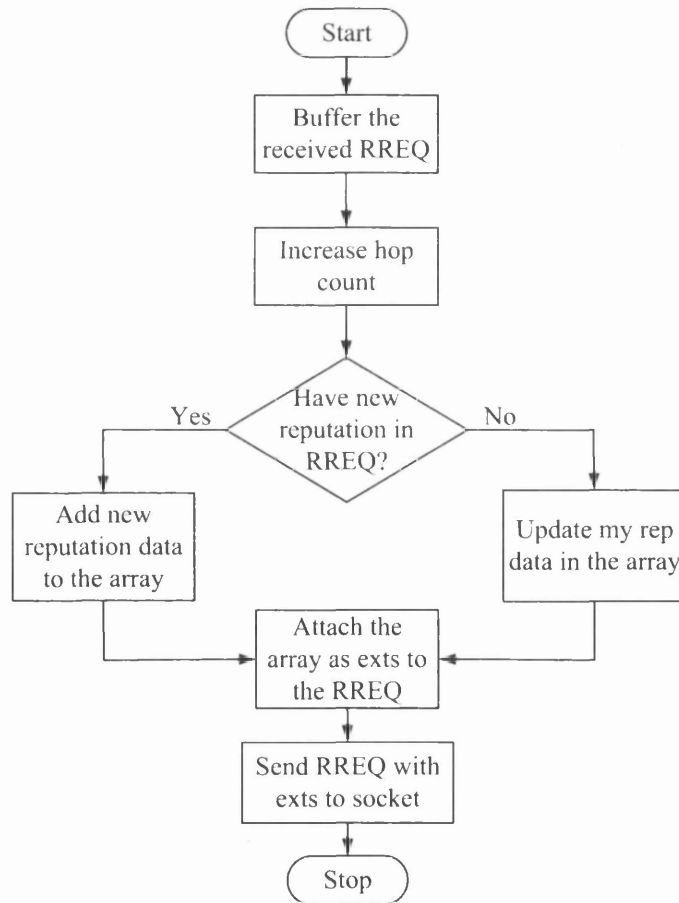 Start
Buffer the
received RREQ
Increase hop
count
Have new
reputation in
RREQ?
Yes
No
Add new
reputation data
to the array
Update my rep
data in the array
Attach the
array as exts to
the RREQ
Send RREQ with
exts to socket
Stop